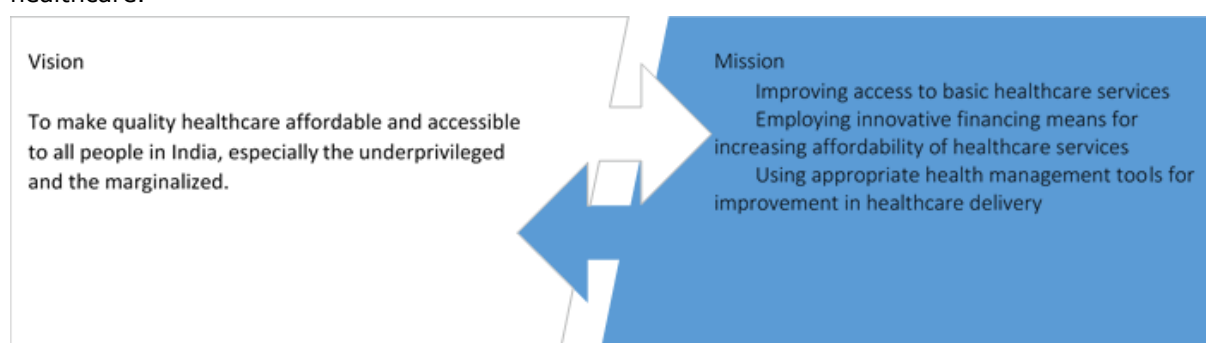 healthcare.
Vision
To make quality healthcare affordable and accessible
to all people in India, especially the underprivileged
and the marginalized.
Mission
Improving access to basic healthcare services
Employing innovative financing means for
increasing affordability of healthcare services
Using appropriate health management tools for
improvement in healthcare delivery